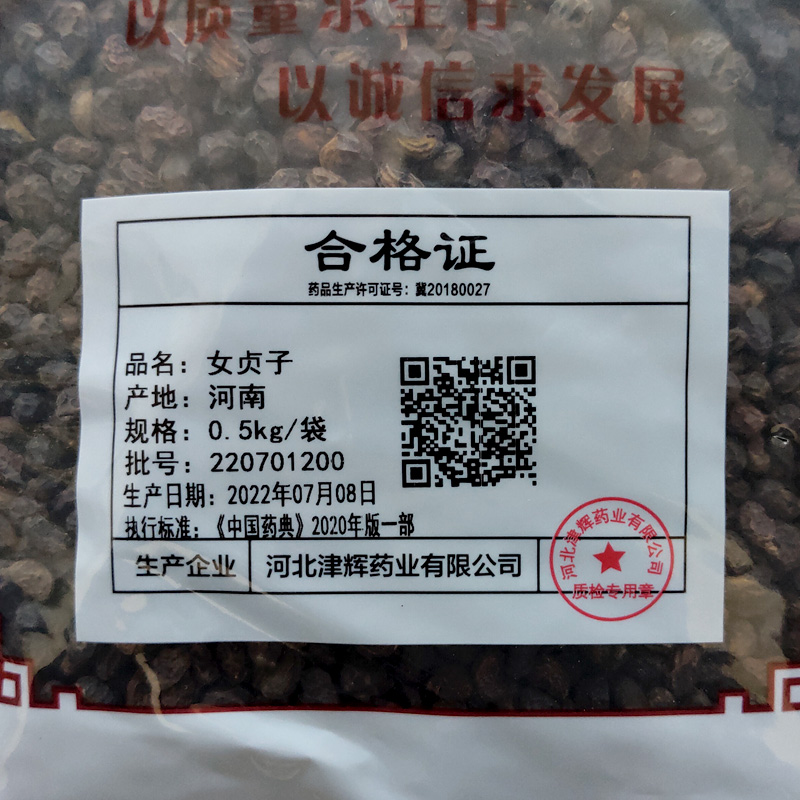 以质量求生存
以诚信求发展
合格证
药品生产许可证号：冀20180027
品名：女贞子
产地：河南
规格：0.5kg/袋
批号：220701200
生产日期：2022年07月08日
执行标准：《中国药典》2020年版一部
生产企业 河北津辉药业有限公司
河北津辉药业有限公司
质检专用章